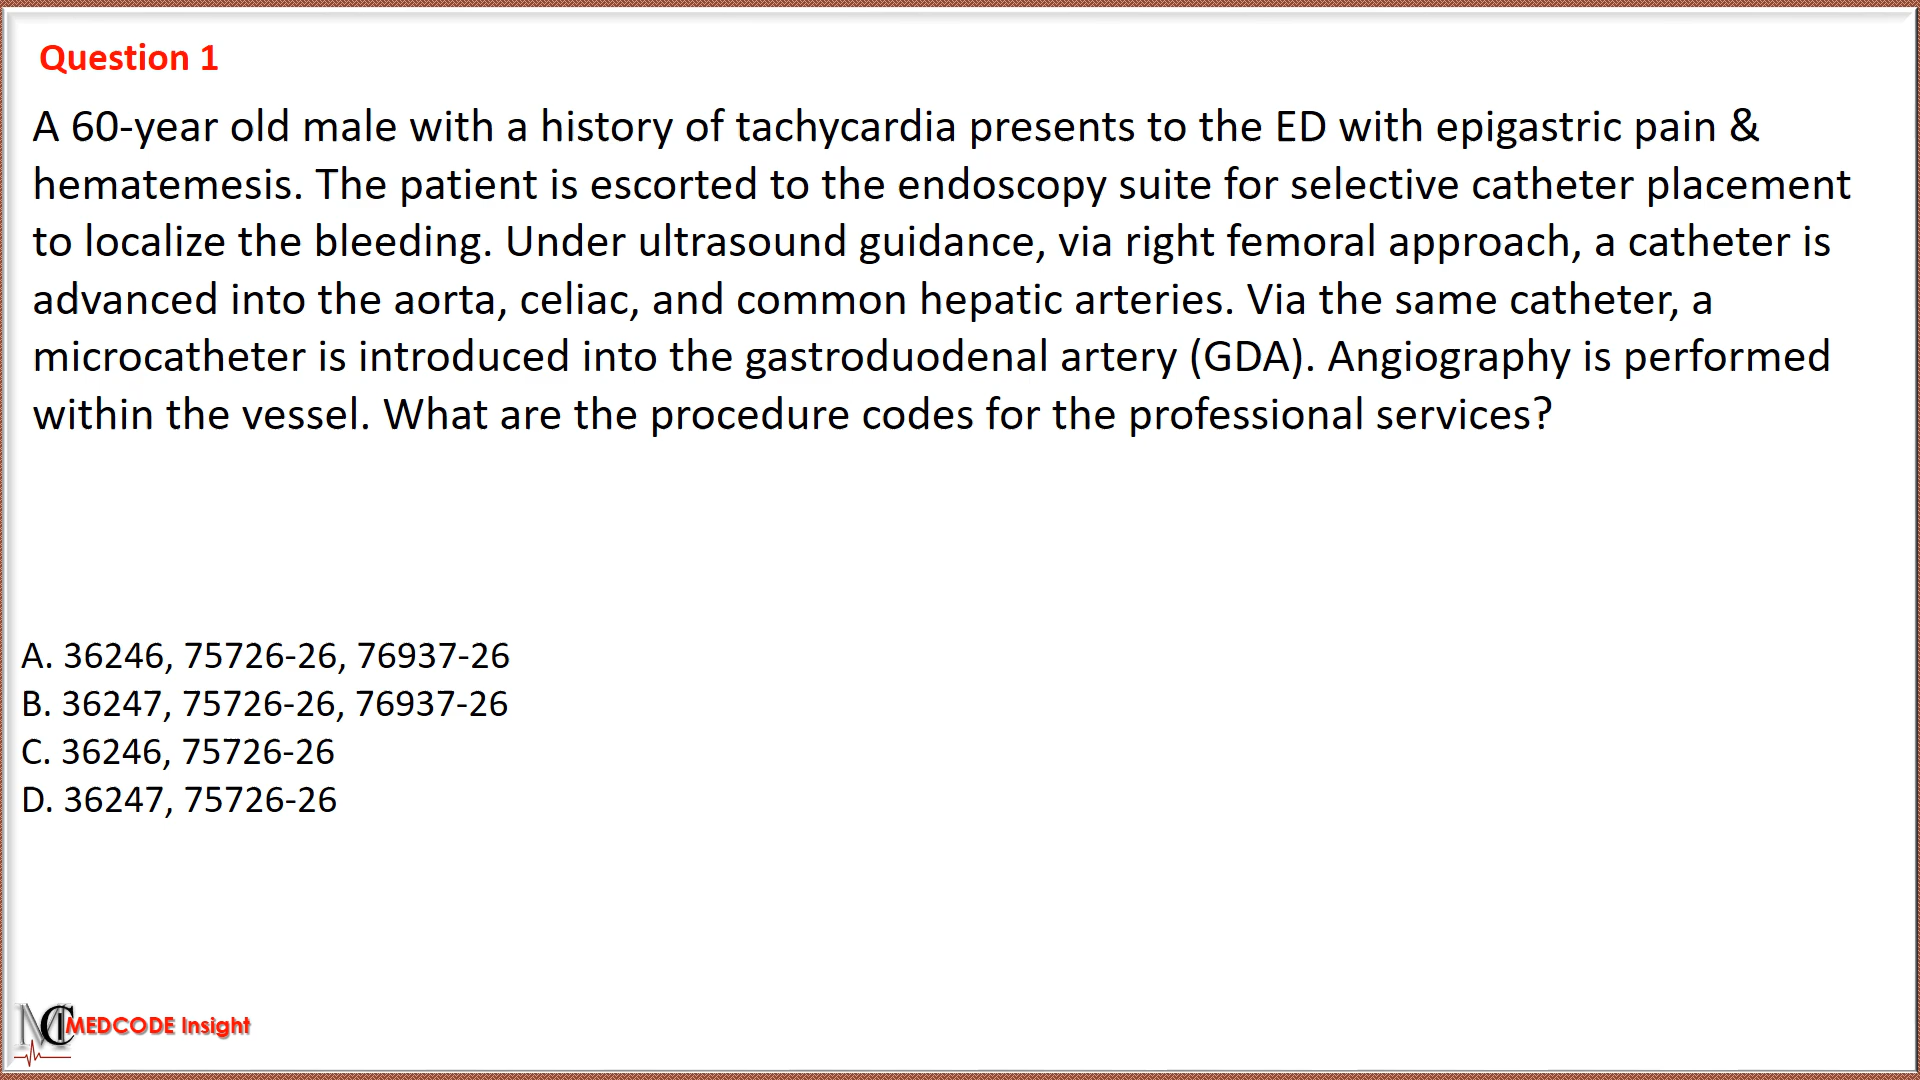 Question 1
A 60-year old male with a history of tachycardia presents to the ED with epigastric pain &
hematemesis. The patient is escorted to the endoscopy suite for selective catheter placement
to localize the bleeding. Under ultrasound guidance, via right femoral approach, a catheter is
advanced into the aorta, celiac, and common hepatic arteries. Via the same catheter, a
microcatheter is introduced into the gastroduodenal artery (GDA). Angiography is performed
within the vessel. What are the procedure codes for the professional services?
A. 36246, 75726-26, 76937-26
B. 36247, 75726-26, 76937-26
C. 36246, 75726-26
D. 36247, 75726-26
MCI
MEDCODE Insight